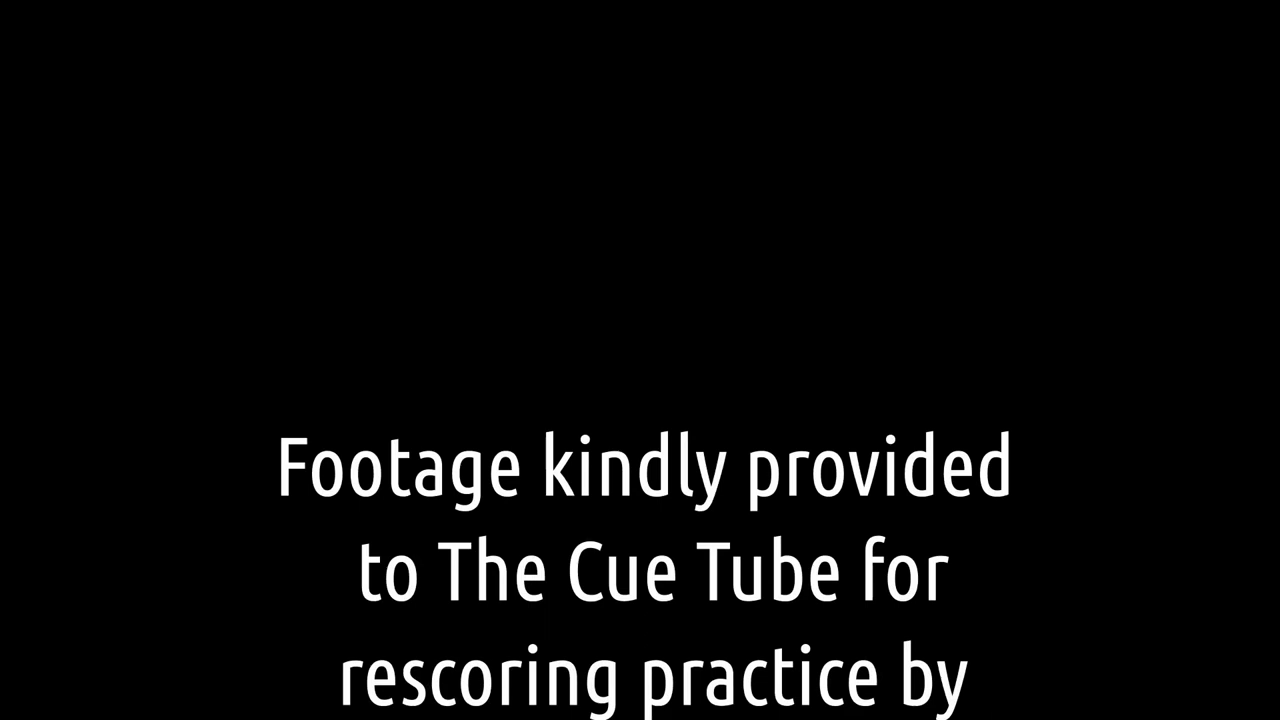 Footage kindly provided
to The Cue Tube for
rescoring practice by